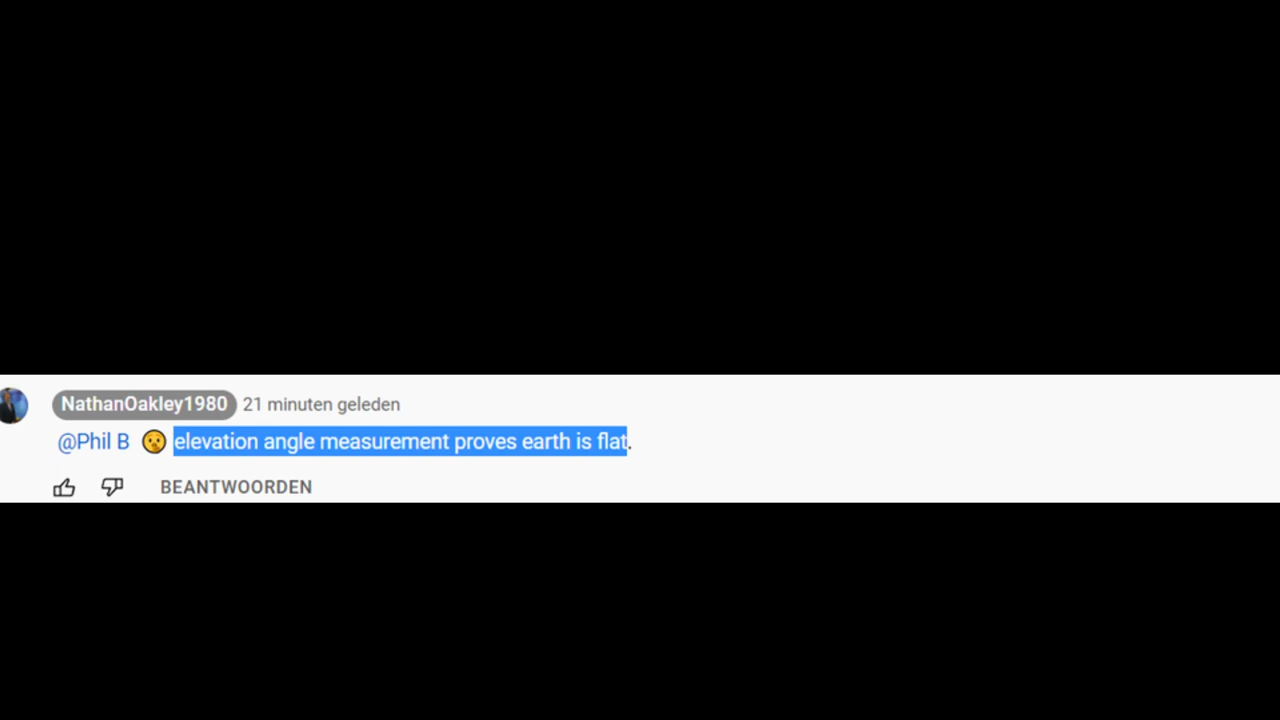 NathanOakley1980 21 minuten geleden
@Phil B 🤫 elevation angle measurement proves earth is flat.
BEANTWOORDEN